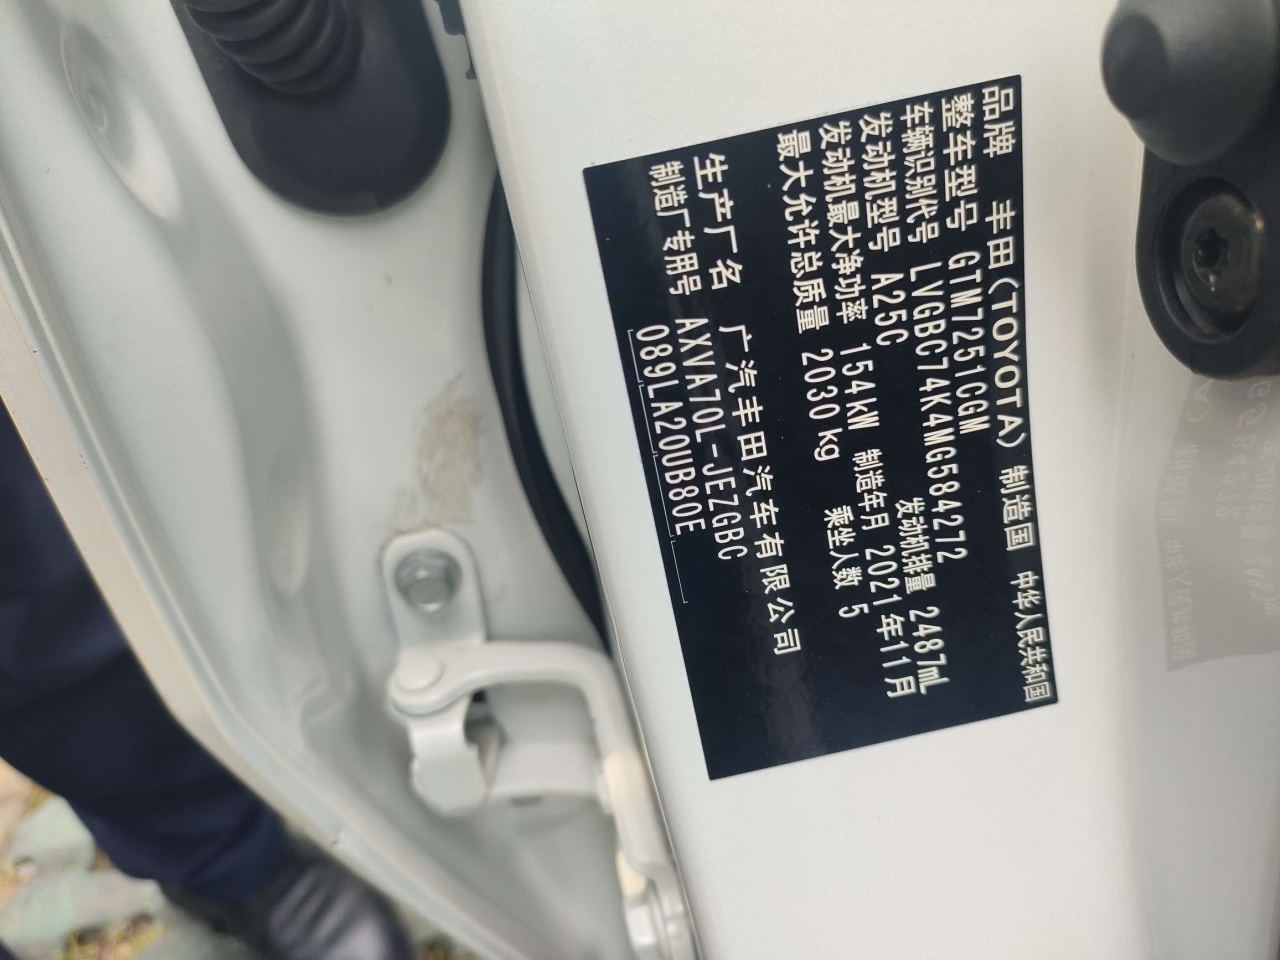 品牌 丰田(TOYOTA) 制造国 中华人民共和国
整车型号 GTM7251CGM
车辆识别代号 LVGBC74K4MG584272
发动机型号 A25C 发动机排量 2487mL
发动机最大净功率 154kW 制造年月 2021年11月
最大允许总质量 2030kg 乘坐人数 5
生产厂名 广汽丰田汽车有限公司
制造厂专用号 AXVA70L-JEZGBC
089LA20UB80E